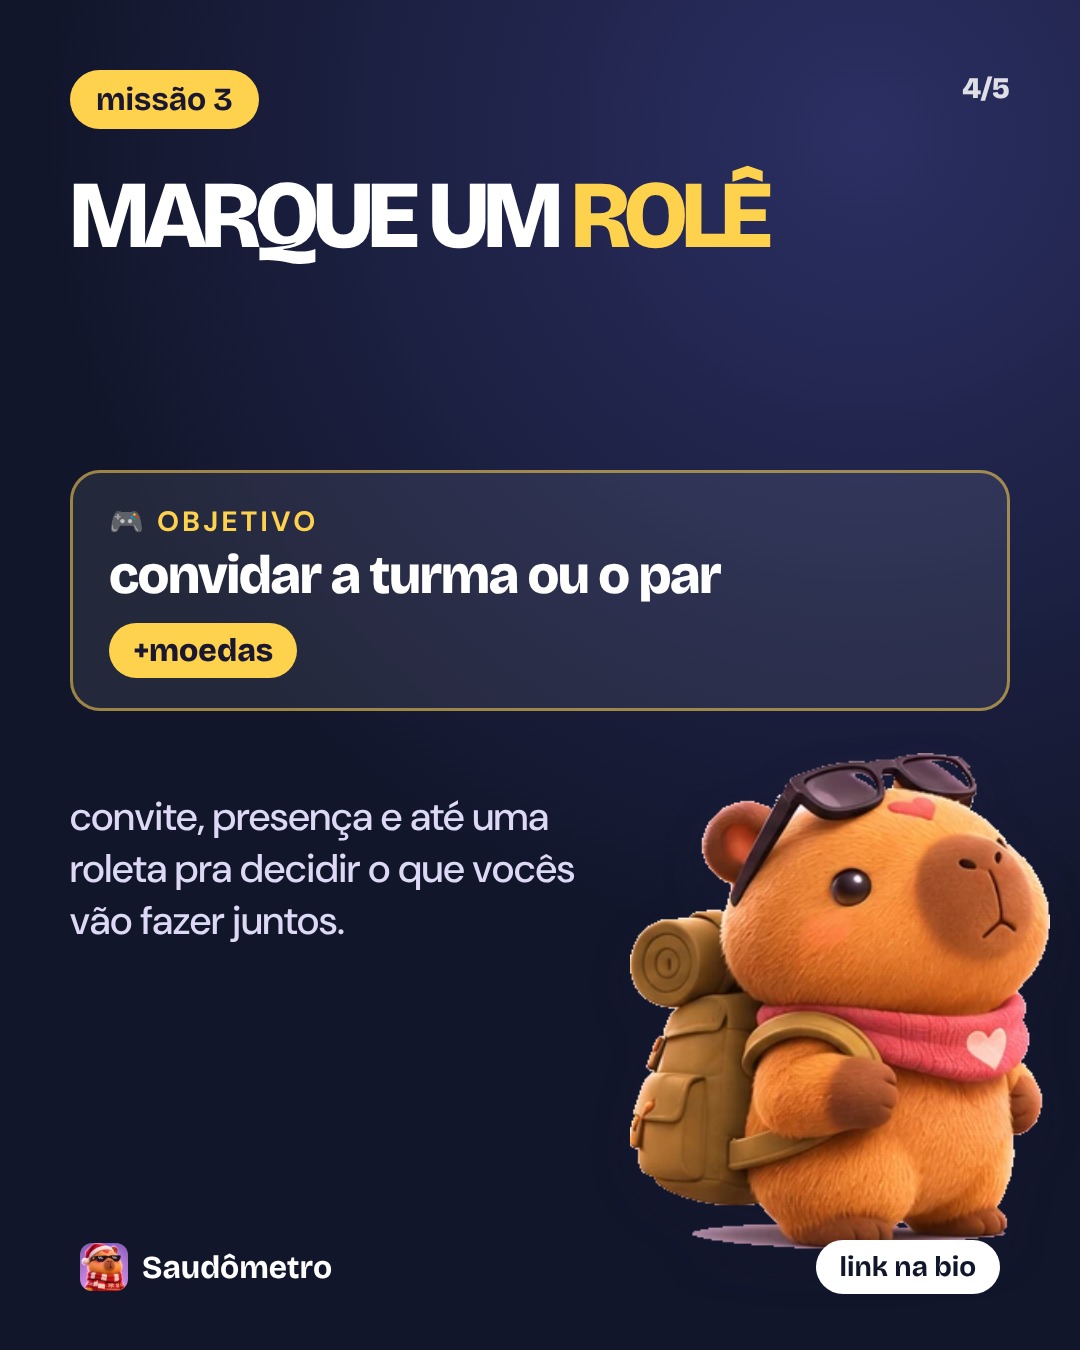 missão 3
4/5
MARQUE UM ROLÊ
🎮 OBJETIVO
convidar a turma ou o par
+moedas
convite, presença e até uma
roleta pra decidir o que vocês
vão fazer juntos.
Saudômetro
link na bio